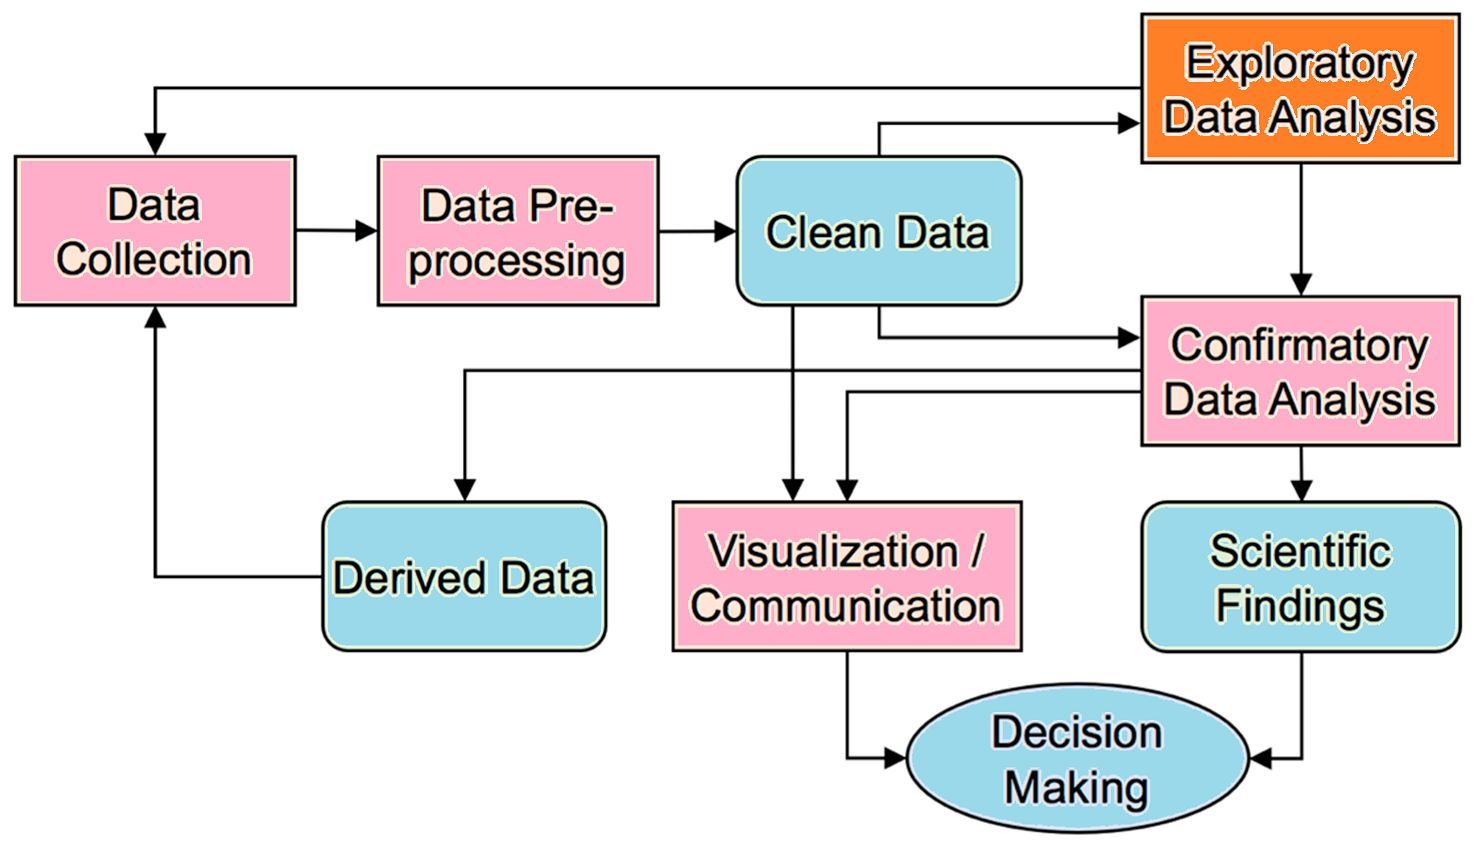 Exploratory
Data Analysis
Data
Collection
Data Pre-
processing
Clean Data
Confirmatory
Data Analysis
Derived Data
Visualization /
Communication
Scientific
Findings
Decision
Making